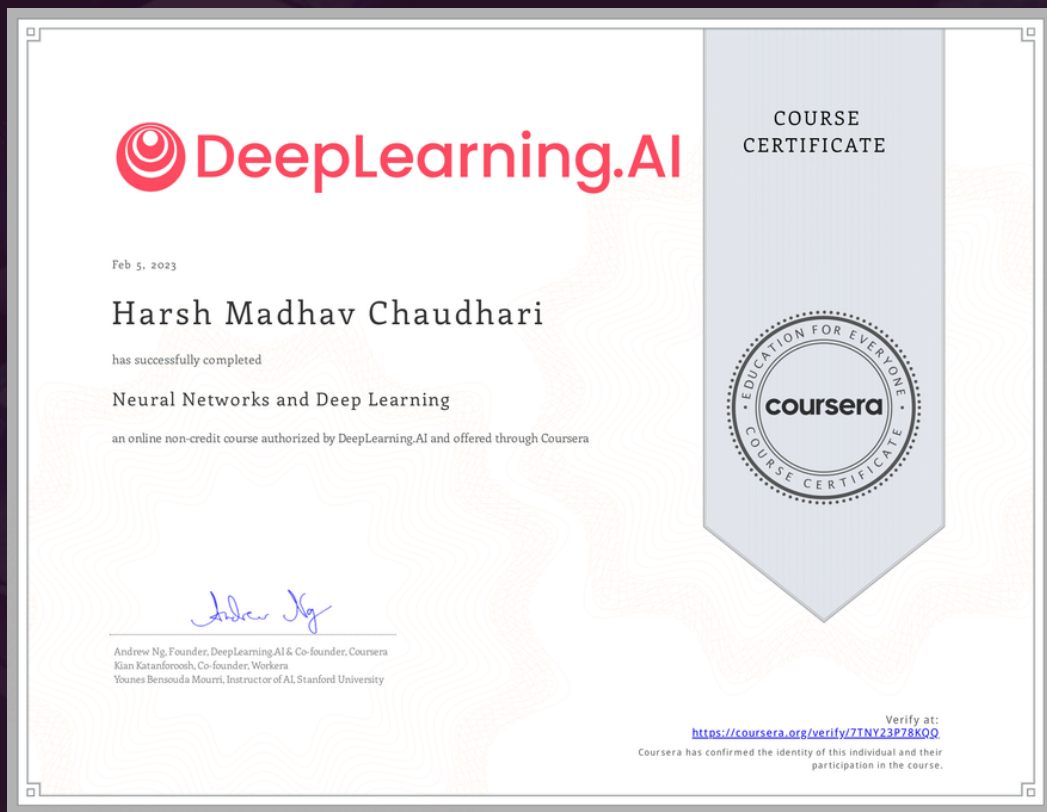 DeepLearning.AI
COURSE
CERTIFICATE
Feb 5, 2023
Harsh Madhav Chaudhari
has successfully completed
Neural Networks and Deep Learning
an online non-credit course authorized by DeepLearning.AI and offered through Coursera
EDUCATION FOR EVERYONE
coursera
COURSE CERTIFICATE
Andrew Ng
Andrew Ng, Founder, DeepLearning.AI & Co-founder, Coursera
Kian Katanforoosh, Co-founder, Workera
Younes Bensouda Mourri, Instructor of AI, Stanford University
Verify at:
https://coursera.org/verify/7TNY23P78KQQ
Coursera has confirmed the identity of this individual and their
participation in the course.